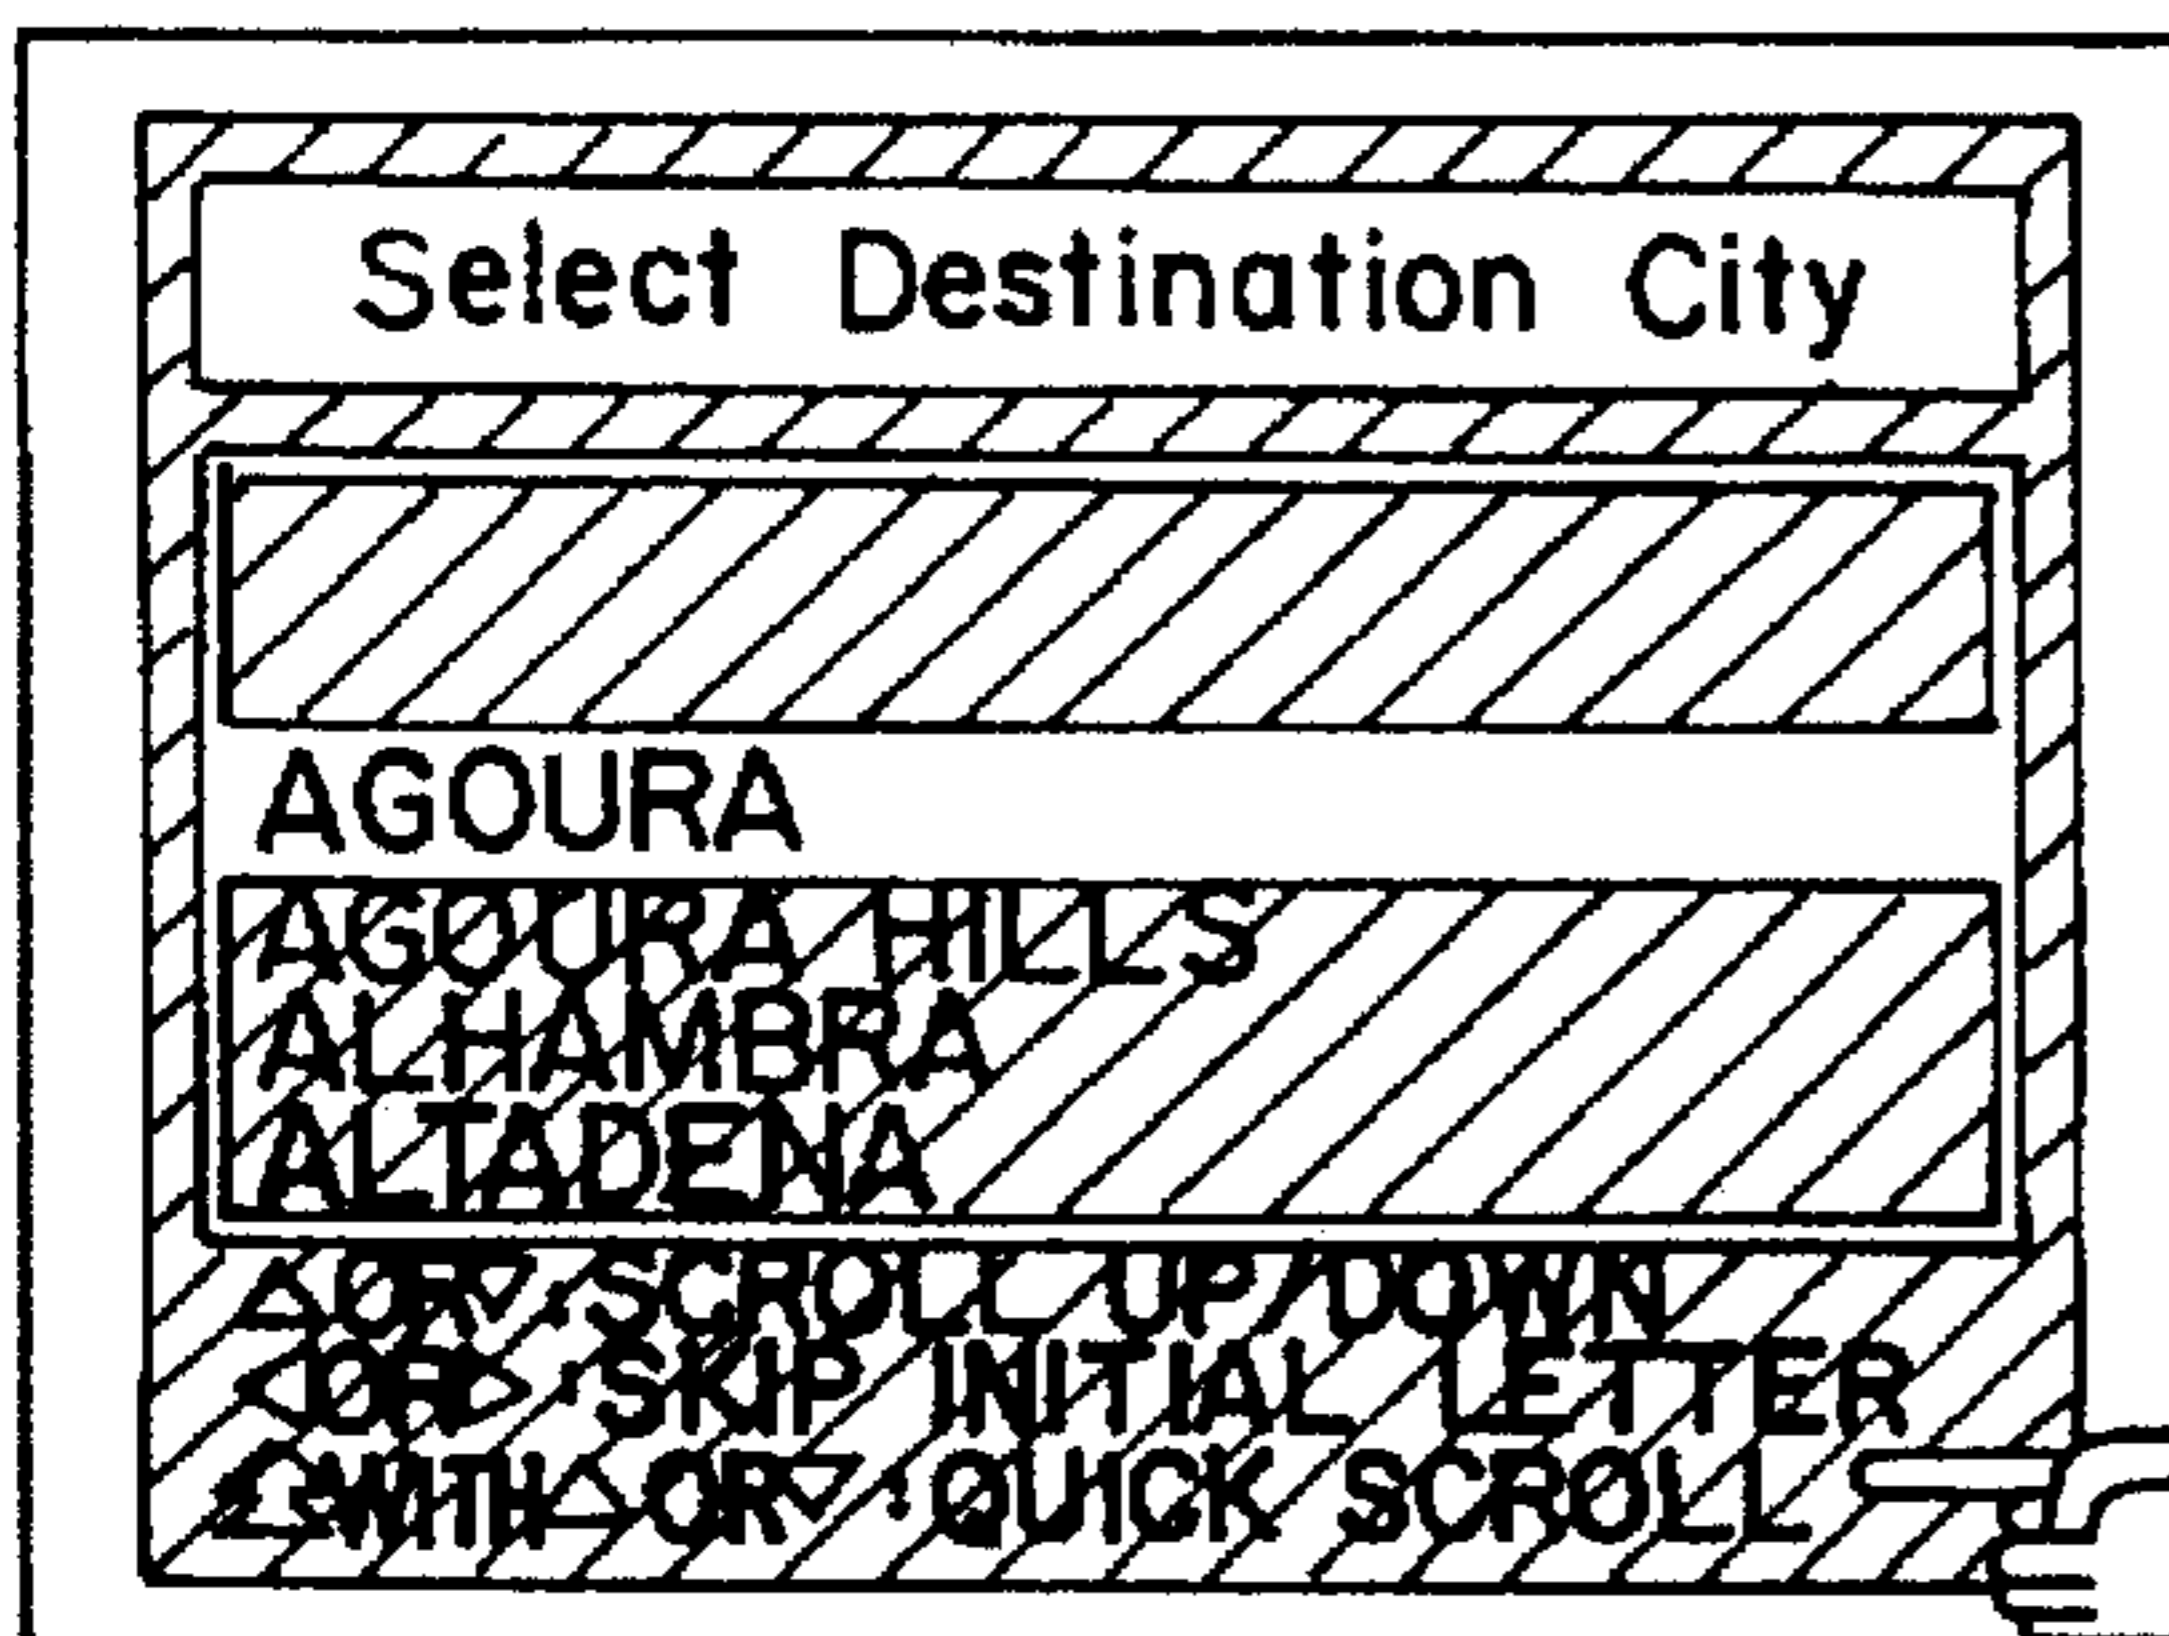 Select Destination City
AGOURA
AGOURA HILLS
ALHAMBRA
ALTADENA
△ OR ▽ : SCROLL UP/DOWN
◁ OR ▷ : SKIP INITIAL LETTER
WITH △ OR ▽ : QUICK SCROLL